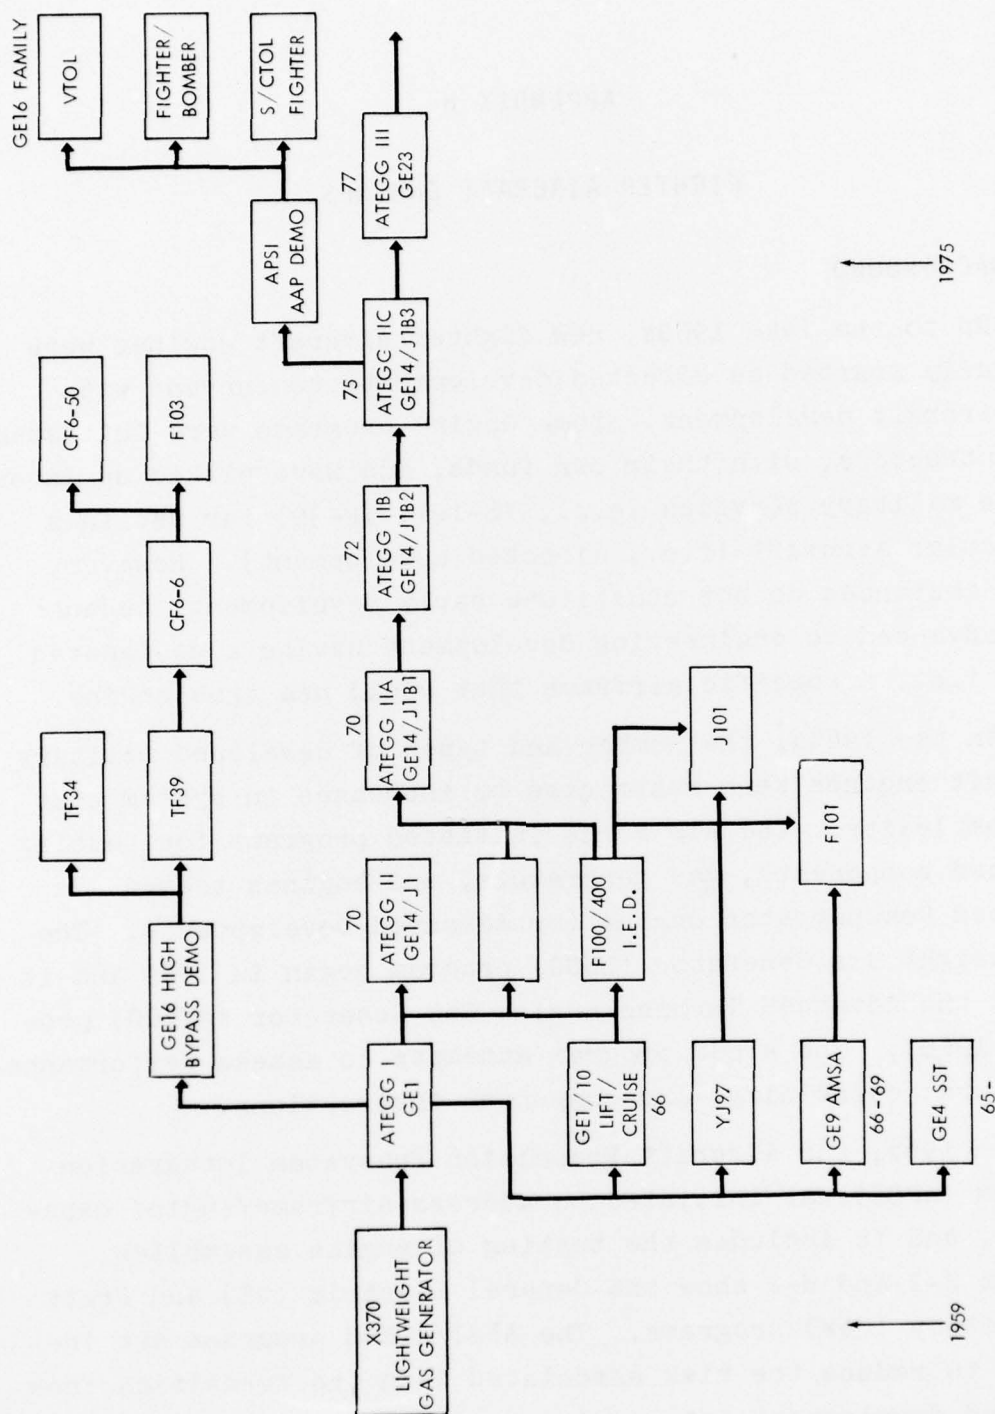 GE16 FAMILY
VTOL
FIGHTER/
BOMBER
S/CTOL
FIGHTER
APSI
AAP DEMO
77
ATEGG III
GE23
CF6-50
F103
CF6-6
75
ATEGG IIC
GE14/J1B3
72
ATEGG IIB
GE14/J1B2
TF34
TF39
70
ATEGG IIA
GE14/J1B1
J101
F101
GE16 HIGH
BYPASS DEMO
70
ATEGG II
GE14/J1
F100/400
I.E.D.
ATEGG I
GE1
GE1/10
LIFT/
CRUISE
66
YJ97
GE9 AMSA
66-69
GE4 SST
65-
X370
LIGHTWEIGHT
GAS GENERATOR
1959
1975